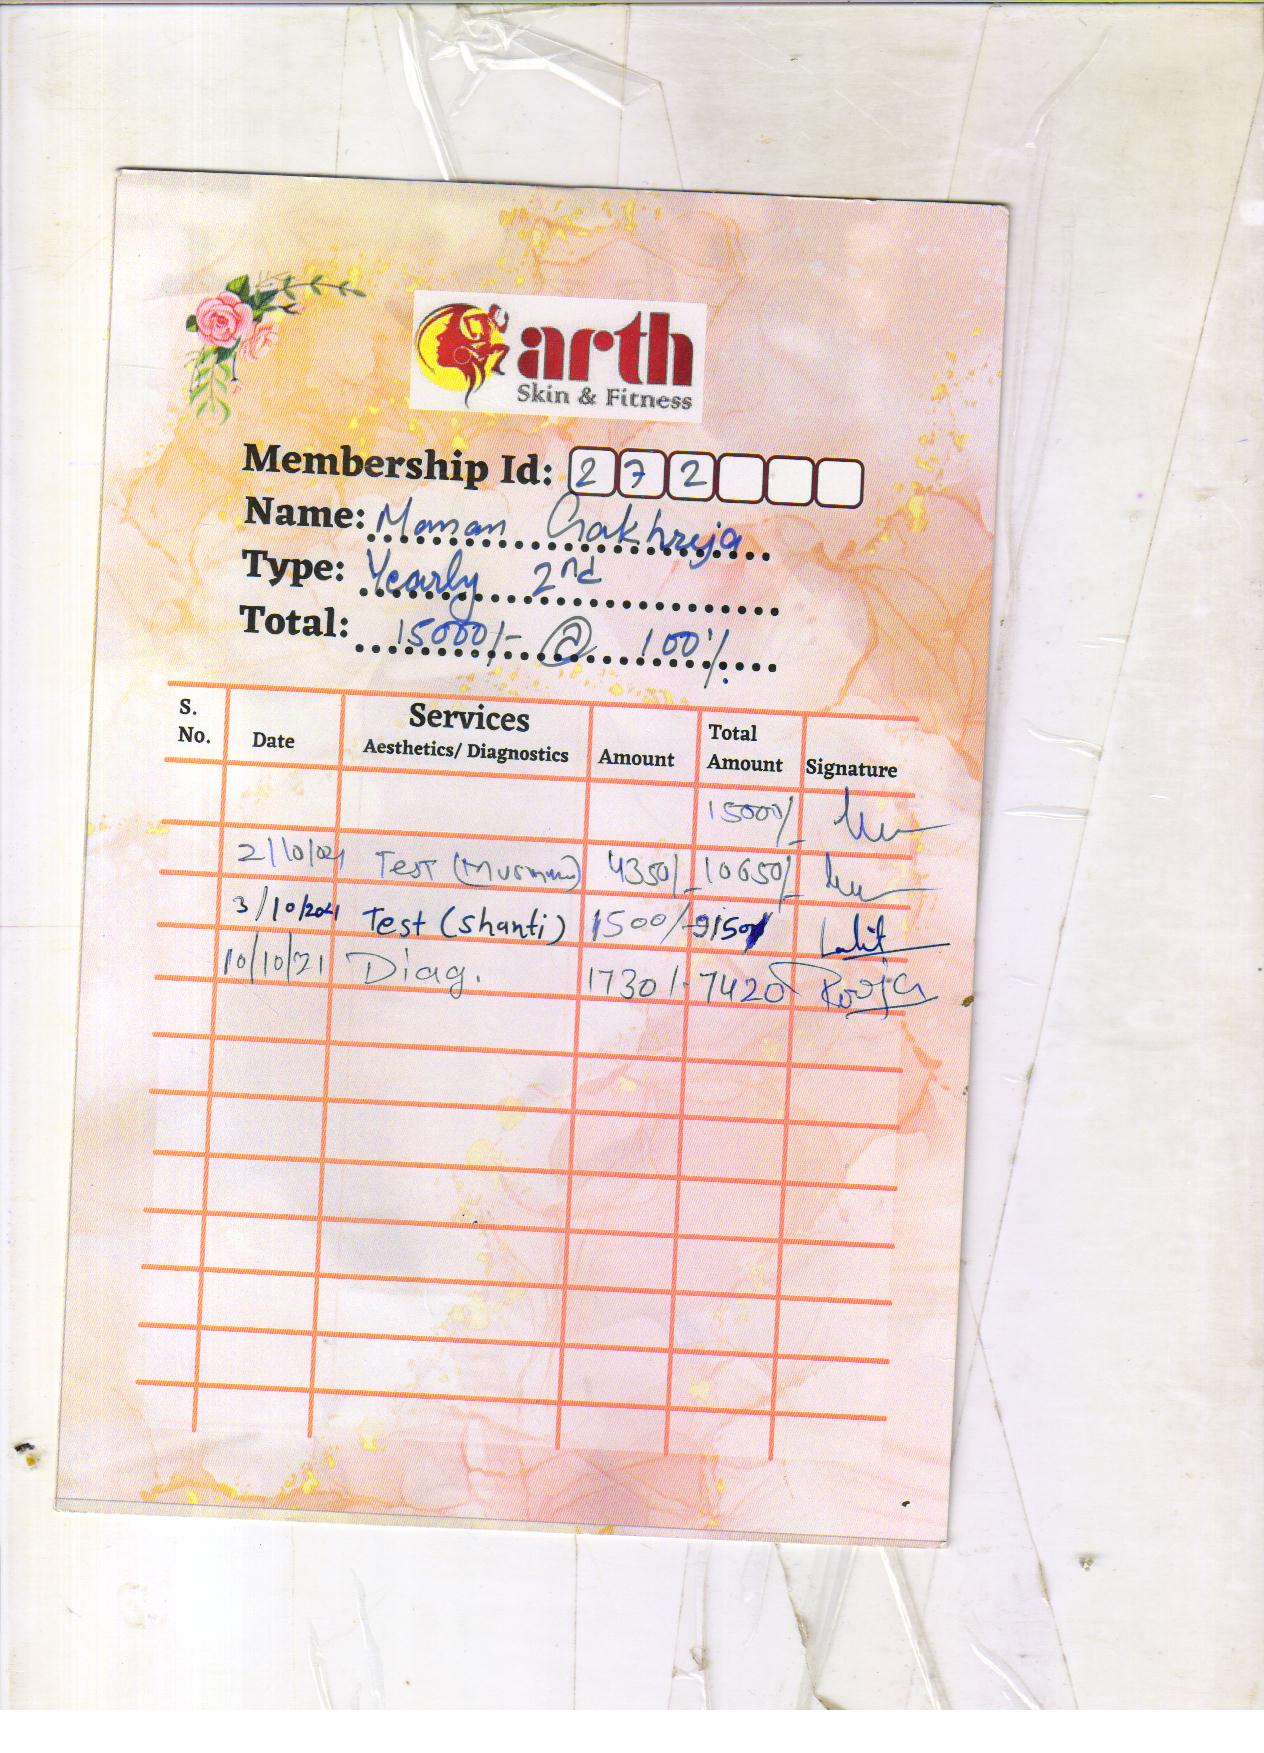 arth
Skin & Fitness
Membership Id: 2 7 2
Name: Manan Chakhreja
Type: Yearly 2nd
Total: 15000/- @ 100%
S. No. Date Services Aesthetics/ Diagnostics Amount Total Amount Signature
15000/-
2/10/021 Test ( 4350/- 10650/-
3/10/2021 Test (Shanti) 1500/- 9150/ Lalit
10/10/21 Diag. 1730/- 7420 Pooja